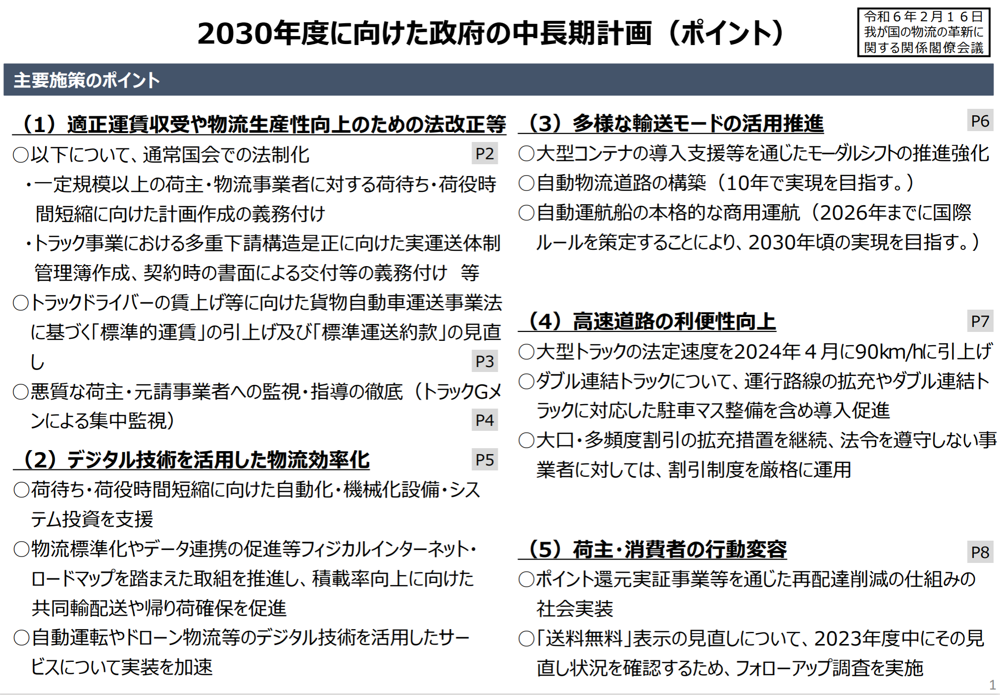 2030年度に向けた政府の中長期計画（ポイント）
令和６年２月１６日
我が国の物流の革新に
関する関係閣僚会議
主要施策のポイント
（1）適正運賃収受や物流生産性向上のための法改正等
○以下について、通常国会での法制化
P2
・一定規模以上の荷主・物流事業者に対する荷待ち・荷役時
間短縮に向けた計画作成の義務付け
・トラック事業における多重下請構造是正に向けた実運送体制
管理簿作成、契約時の書面による交付等の義務付け　等
○トラックドライバーの賃上げ等に向けた貨物自動車運送事業法
に基づく「標準的運賃」の引上げ及び「標準運送約款」の見直
し
P3
○悪質な荷主・元請事業者への監視・指導の徹底（トラックGメ
ンによる集中監視）
P4
（2）デジタル技術を活用した物流効率化
P5
○荷待ち・荷役時間短縮に向けた自動化・機械化設備・シス
テム投資を支援
○物流標準化やデータ連携の促進等フィジカルインターネット・
ロードマップを踏まえた取組を推進し、積載率向上に向けた
共同輸配送や帰り荷確保を促進
○自動運転やドローン物流等のデジタル技術を活用したサー
ビスについて実装を加速
（3）多様な輸送モードの活用推進
P6
○大型コンテナの導入支援等を通じたモーダルシフトの推進強化
○自動物流道路の構築（10年で実現を目指す。）
○自動運航船の本格的な商用運航（2026年までに国際
ルールを策定することにより、2030年頃の実現を目指す。）
（4）高速道路の利便性向上
P7
○大型トラックの法定速度を2024年４月に90km/hに引上げ
○ダブル連結トラックについて、運行路線の拡充やダブル連結ト
ラックに対応した駐車マス整備を含め導入促進
○大口・多頻度割引の拡充措置を継続、法令を遵守しない事
業者に対しては、割引制度を厳格に運用
（5）荷主・消費者の行動変容
P8
○ポイント還元実証事業等を通じた再配達削減の仕組みの
社会実装
○「送料無料」表示の見直しについて、2023年度中にその見
直し状況を確認するため、フォローアップ調査を実施
1